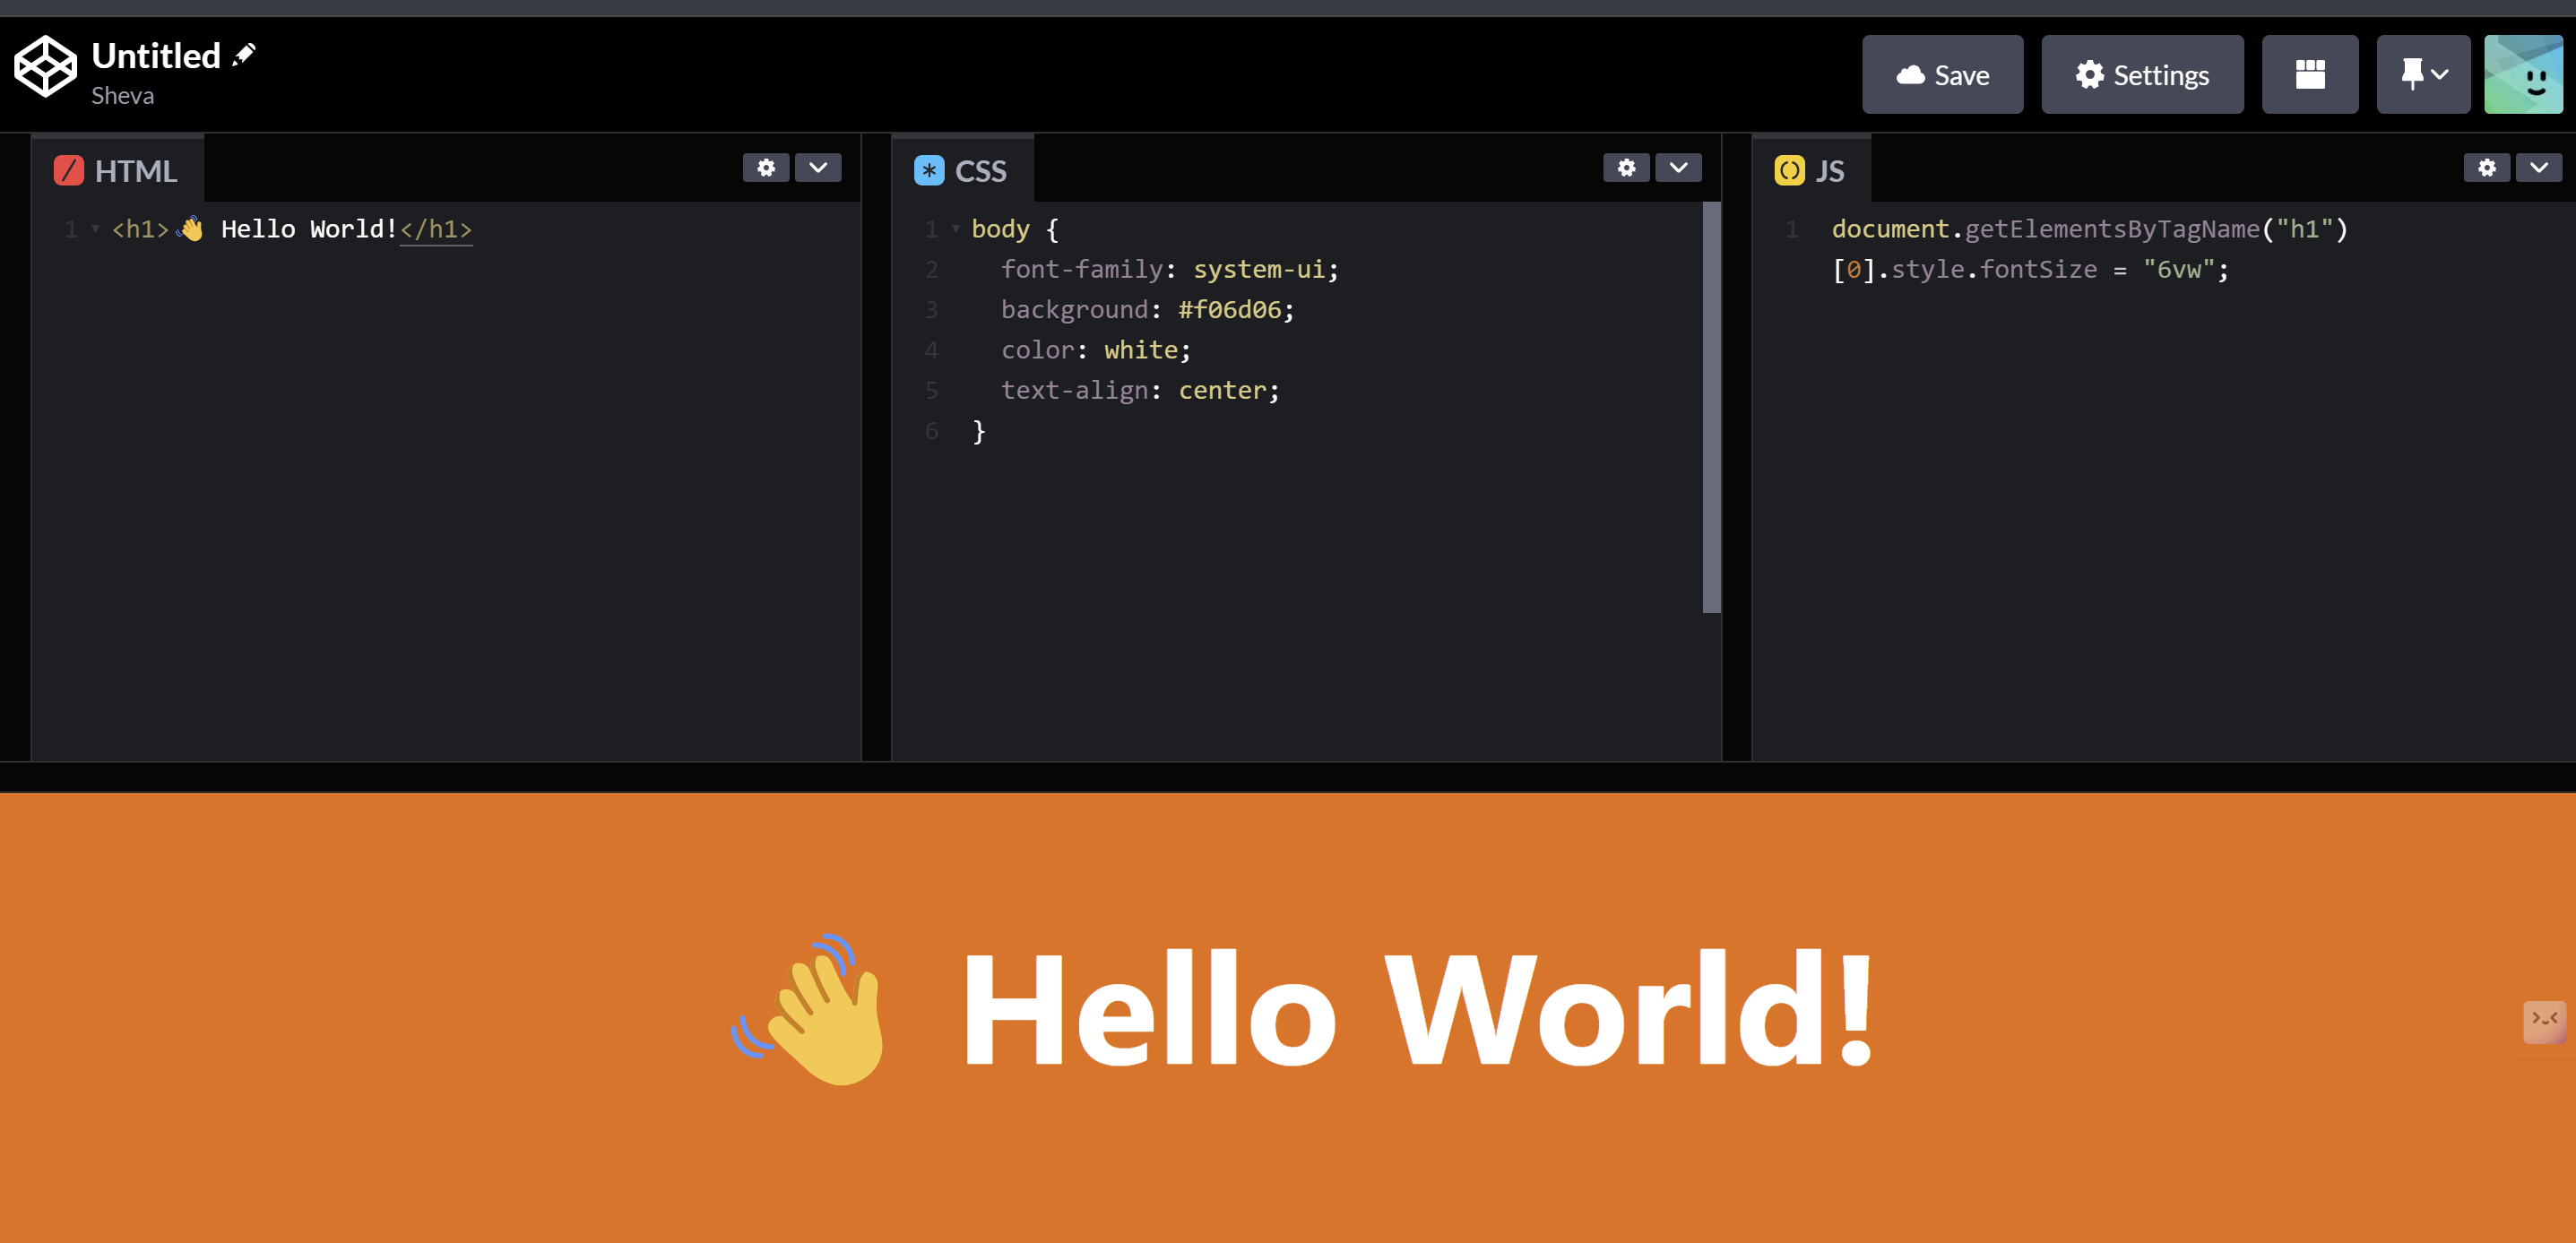 Untitled
Sheva
Save
Settings
HTML
CSS
JS
1 <h1>👋 Hello World!</h1>
1 body {
2 font-family: system-ui;
3 background: #f06d06;
4 color: white;
5 text-align: center;
6 }
1 document.getElementsByTagName("h1")
[0].style.fontSize = "6vw";
👋 Hello World!